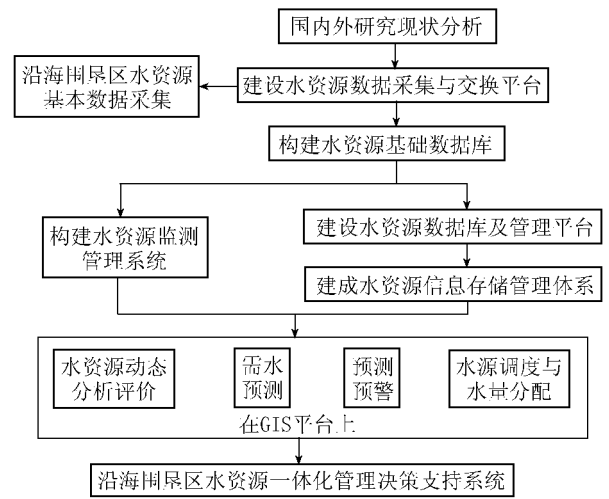 国内外研究现状分析
沿海围垦区水资源
基本数据采集
建设水资源数据采集与交换平台
构建水资源基础数据库
构建水资源监测
管理系统
建设水资源数据库及管理平台
建成水资源信息存储管理体系
水资源动态
分析评价
需水
预测
预测
预警
水源调度与
水量分配
在GIS平台上
沿海围垦区水资源一体化管理决策支持系统